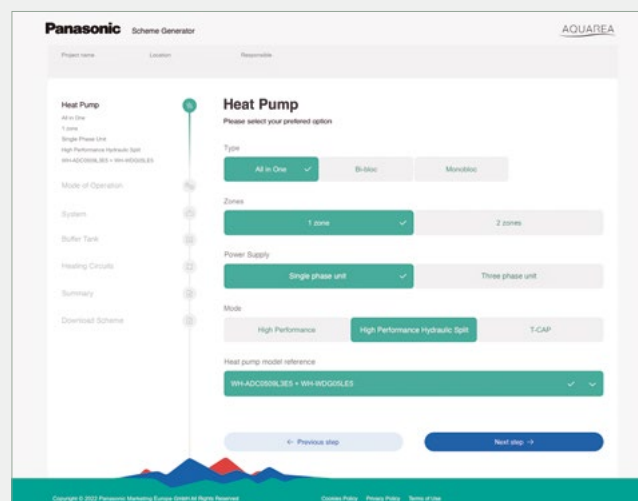 Panasonic Scheme Generator
AQUAREA
Project name Location Responsible
Heat Pump
All in One
1 zone
Single Phase Unit
High Performance Hydraulic Split
WH-ADC0509L3E5 + WH-WDG05LE5
Mode of Operation
System
Buffer Tank
Heating Circuits
Summary
Download Scheme
Heat Pump
Please select your prefered option
Type
All in One Bi-bloc Monobloc
Zones
1 zone 2 zones
Power Supply
Single phase unit Three phase unit
Mode
High Performance High Performance Hydraulic Split T-CAP
Heat pump model reference
WH-ADC0509L3E5 + WH-WDG05LE5
← Previous step Next step →
Copyright © 2022 Panasonic Marketing Europe GmbH All Rights Reserved Cookies Policy Privacy Policy Terms of Use